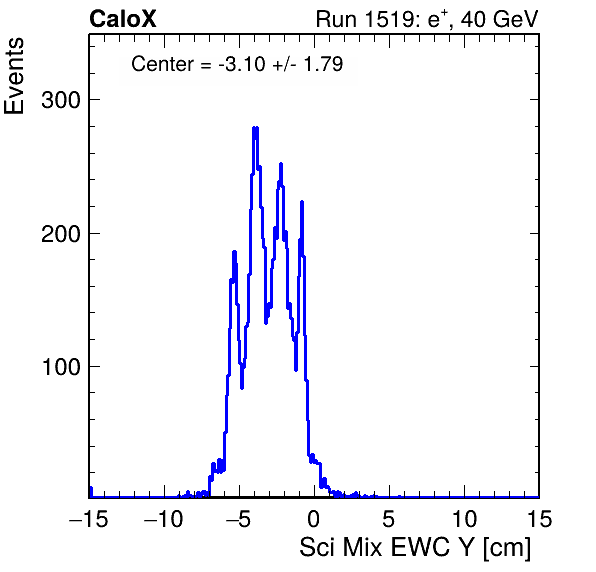 CaloX Run 1519: e⁺, 40 GeV
Center = -3.10 +/- 1.79
Events
300
200
100
−15 −10 −5 0 5 10 15
Sci Mix EWC Y [cm]